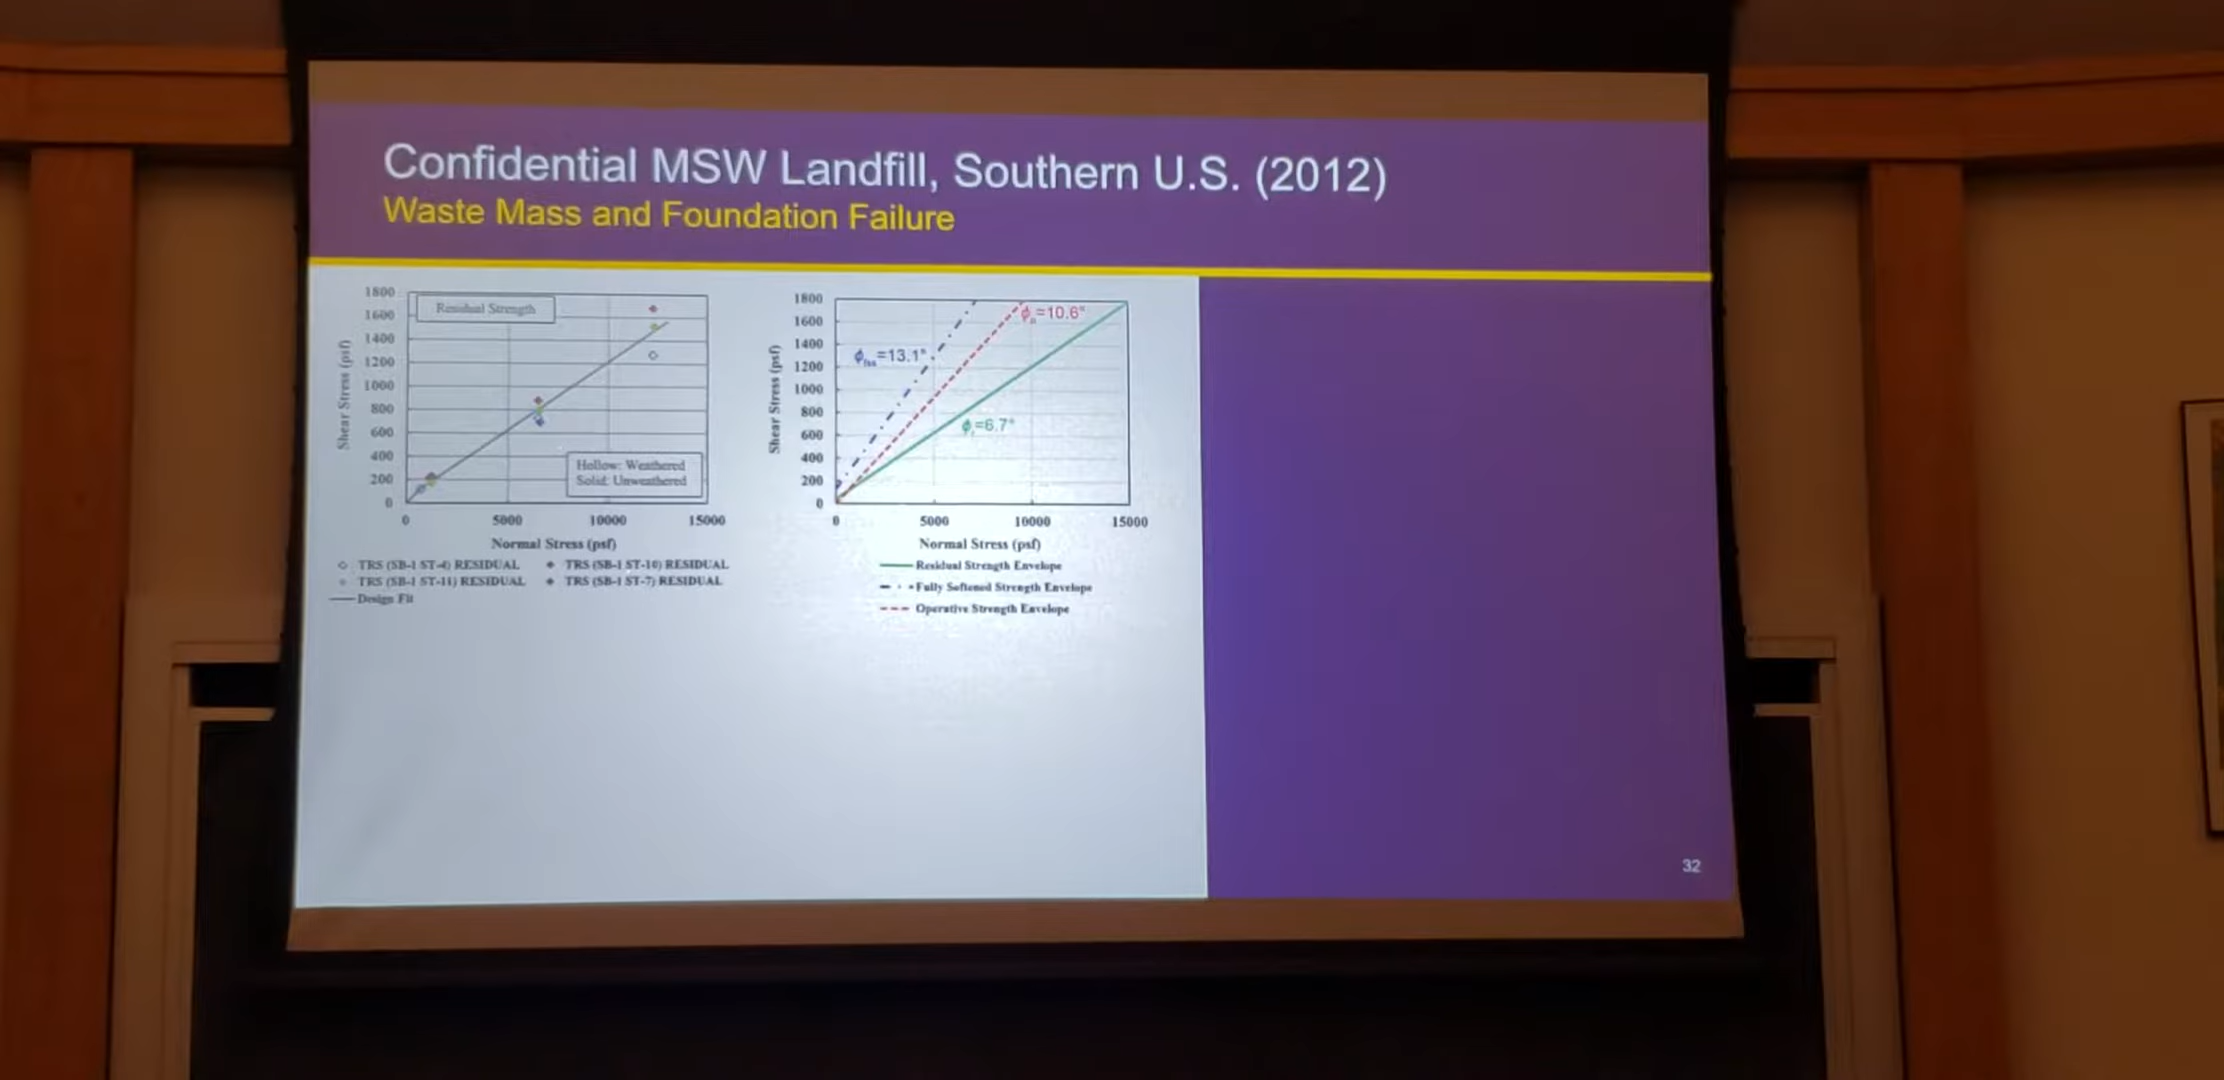 Confidential MSW Landfill, Southern U.S. (2012)
Waste Mass and Foundation Failure
Residual Strength
1800
1600
1400
1200
1000
800
600
400
200
0
Shear Stress (psf)
Hollow: Weathered
Solid: Unweathered
0 5000 10000 15000
Normal Stress (psf)
TRS (SB-1 ST-4) RESIDUAL
TRS (SB-1 ST-10) RESIDUAL
TRS (SB-1 ST-11) RESIDUAL
TRS (SB-1 ST-7) RESIDUAL
Design Fit
1800
1600
1400
1200
1000
800
600
400
200
0
Shear Stress (psf)
ϕfss=13.1°
ϕo=10.6°
ϕr=6.7°
0 5000 10000 15000
Normal Stress (psf)
Residual Strength Envelope
Fully Softened Strength Envelope
Operative Strength Envelope
32